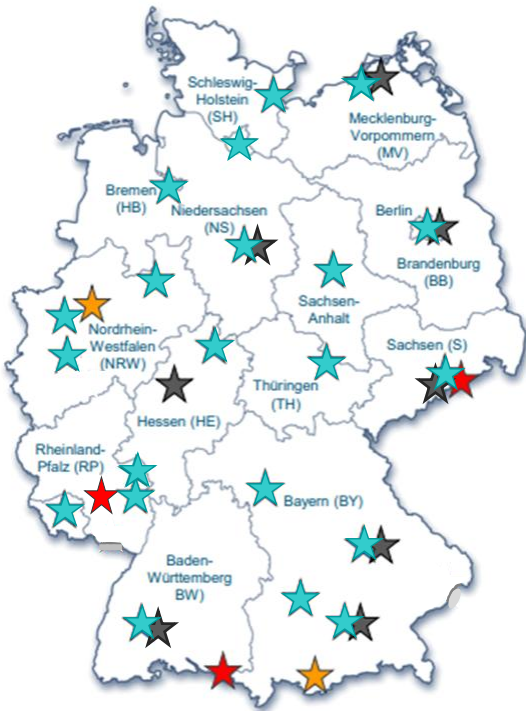 Schleswig-
Holstein
(SH)
Mecklenburg-
Vorpommern
(MV)
Bremen
(HB)
Niedersachsen
(NS)
Berlin
Brandenburg
(BB)
Sachsen-
Anhalt
Nordrhein-
Westfalen
(NRW)
Sachsen (S)
Thüringen
(TH)
Hessen (HE)
Rheinland-
Pfalz (RP)
Bayern (BY)
Baden-
Württemberg
BW)